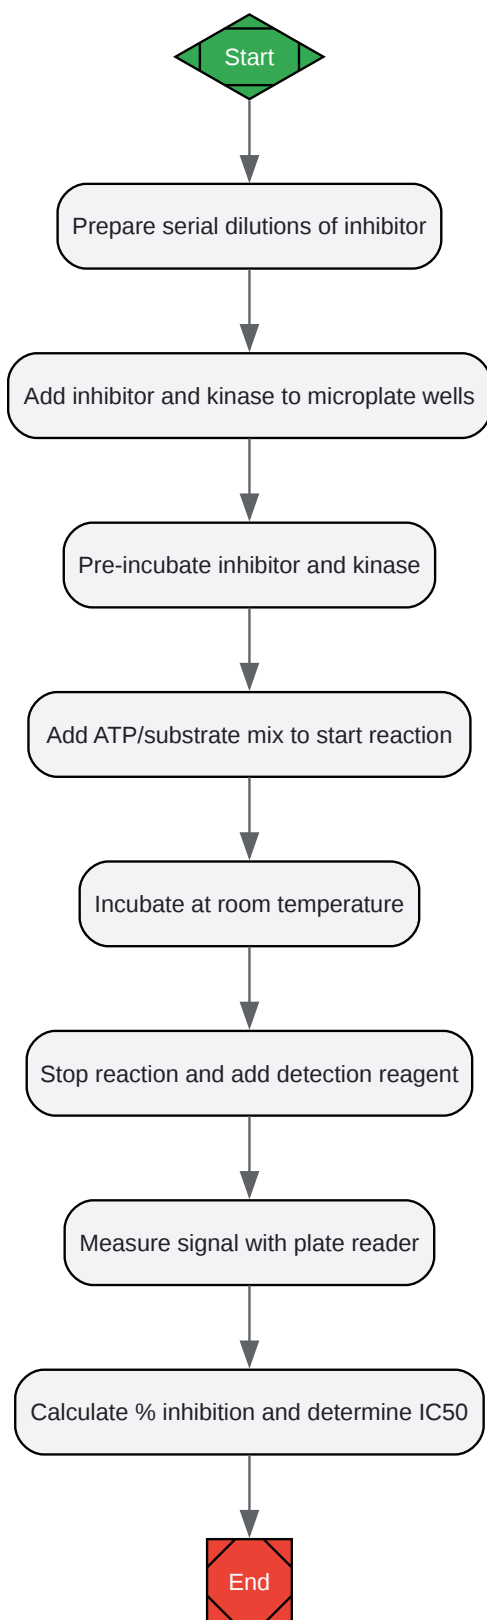 Start
Prepare serial dilutions of inhibitor
Add inhibitor and kinase to microplate wells
Pre-incubate inhibitor and kinase
Add ATP/substrate mix to start reaction
Incubate at room temperature
Stop reaction and add detection reagent
Measure signal with plate reader
Calculate % inhibition and determine IC50
End